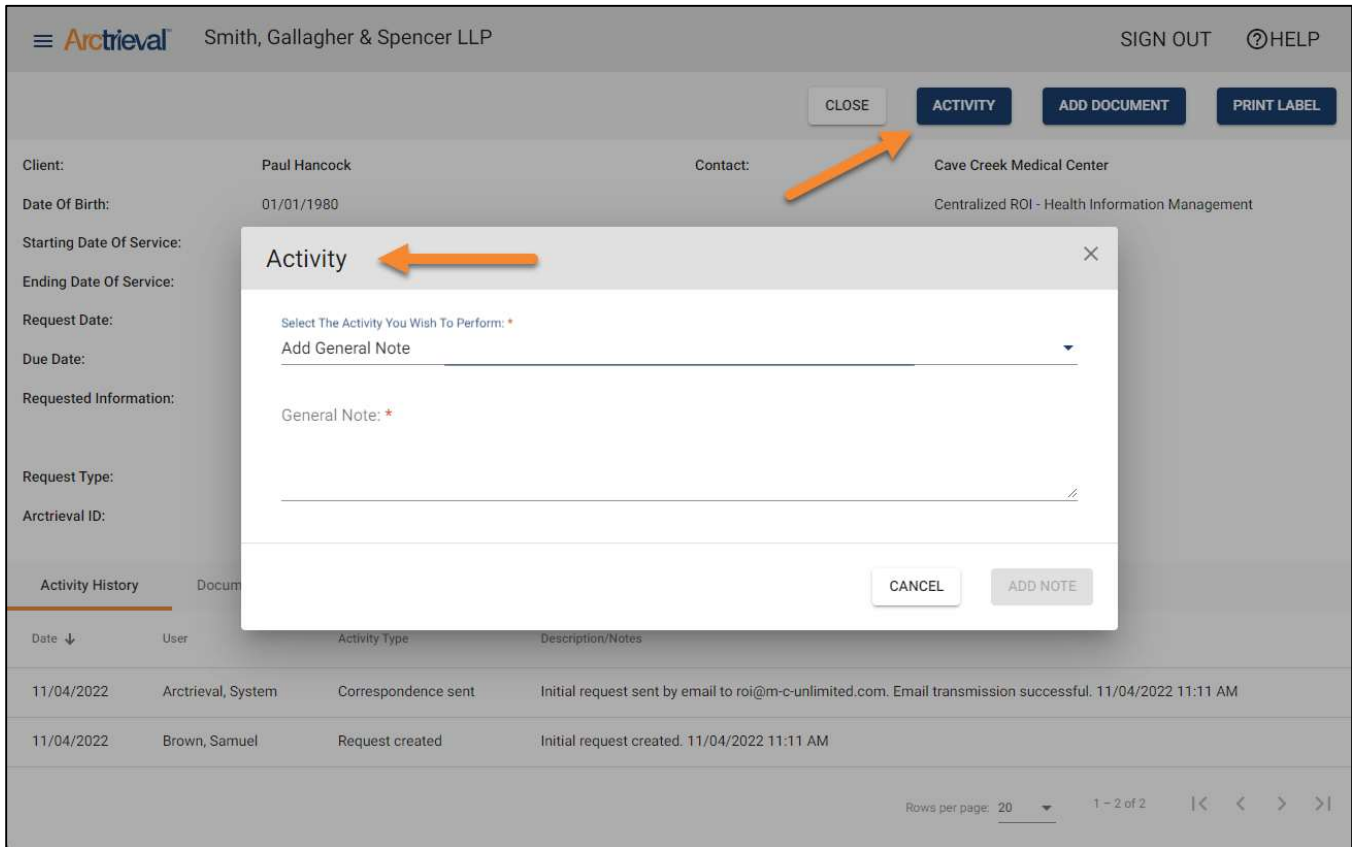 Arctrieval Smith, Gallagher & Spencer LLP SIGN OUT ?HELP
CLOSE ACTIVITY ADD DOCUMENT PRINT LABEL
Client: Paul Hancock Contact: Cave Creek Medical Center
Date Of Birth: 01/01/1980 Centralized ROI - Health Information Management
Starting Date Of Service:
Ending Date Of Service:
Request Date:
Due Date:
Requested Information:
Request Type:
Arctrieval ID:
Activity
Select The Activity You Wish To Perform: *
Add General Note
General Note: *
CANCEL ADD NOTE
Activity History Docum
Date User Activity Type Description/Notes
11/04/2022 Arctrieval, System Correspondence sent Initial request sent by email to roi@m-c-unlimited.com. Email transmission successful. 11/04/2022 11:11 AM
11/04/2022 Brown, Samuel Request created Initial request created. 11/04/2022 11:11 AM
Rows per page: 20 1 – 2 of 2